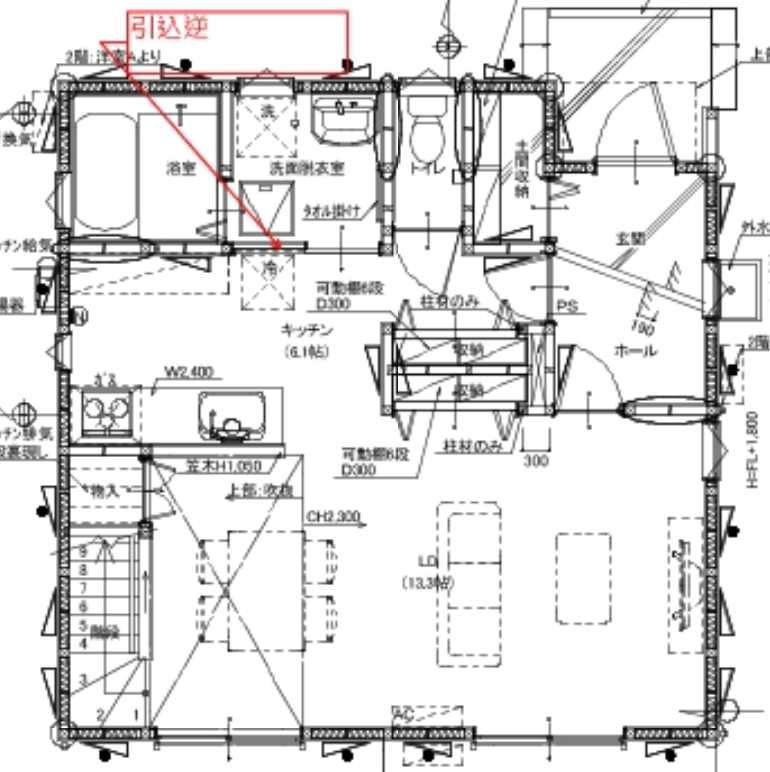 引込逆
2階:洋室Aより
上部
換気
浴室
洗
洗面脱衣室
トイレ
土間収納
タオル掛け
玄関
外水
チン給気
冷
可動棚6段
D300
柱材のみ
PS
190
ホール
キッチン
(6.1帖)
収納
収納
2階
ガス
W2,400
チン排気
笠木H1,050
可動棚6段
D300
柱材のみ
300
H=FL+1,800
物入
上部:吹抜
CH2,300
LD
(13.3帖)
9
8
7
6
5
4
階段
3
2
1
AC